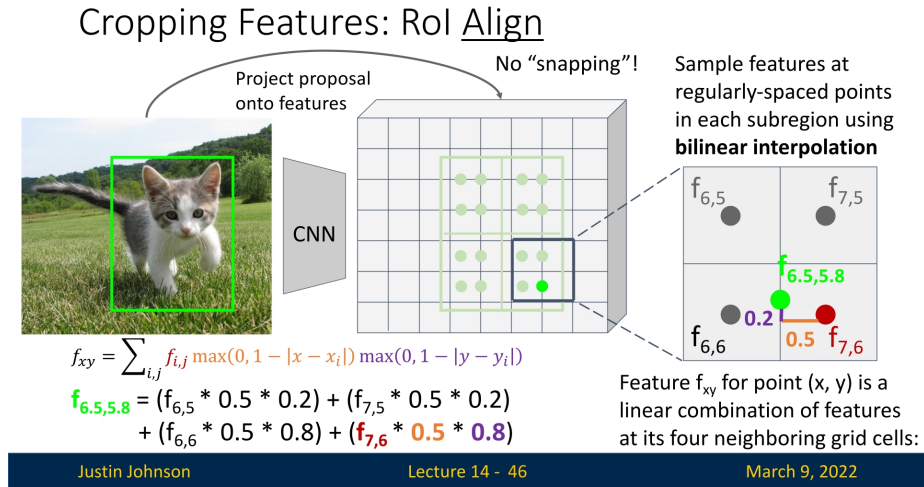 Cropping Features: RoI Align
Project proposal
onto features
No "snapping"!
Sample features at
regularly-spaced points
in each subregion using
bilinear interpolation
CNN
f6,5
f7,5
f6.5,5.8
0.2
f6,6
0.5
f7,6
fxy = ∑i,j fi,j max(0, 1 − |x − xi|) max(0, 1 − |y − yi|)
f6.5,5.8 = (f6,5 * 0.5 * 0.2) + (f7,5 * 0.5 * 0.2)
+ (f6,6 * 0.5 * 0.8) + (f7,6 * 0.5 * 0.8)
Feature fxy for point (x, y) is a
linear combination of features
at its four neighboring grid cells:
Justin Johnson
Lecture 14 - 46
March 9, 2022